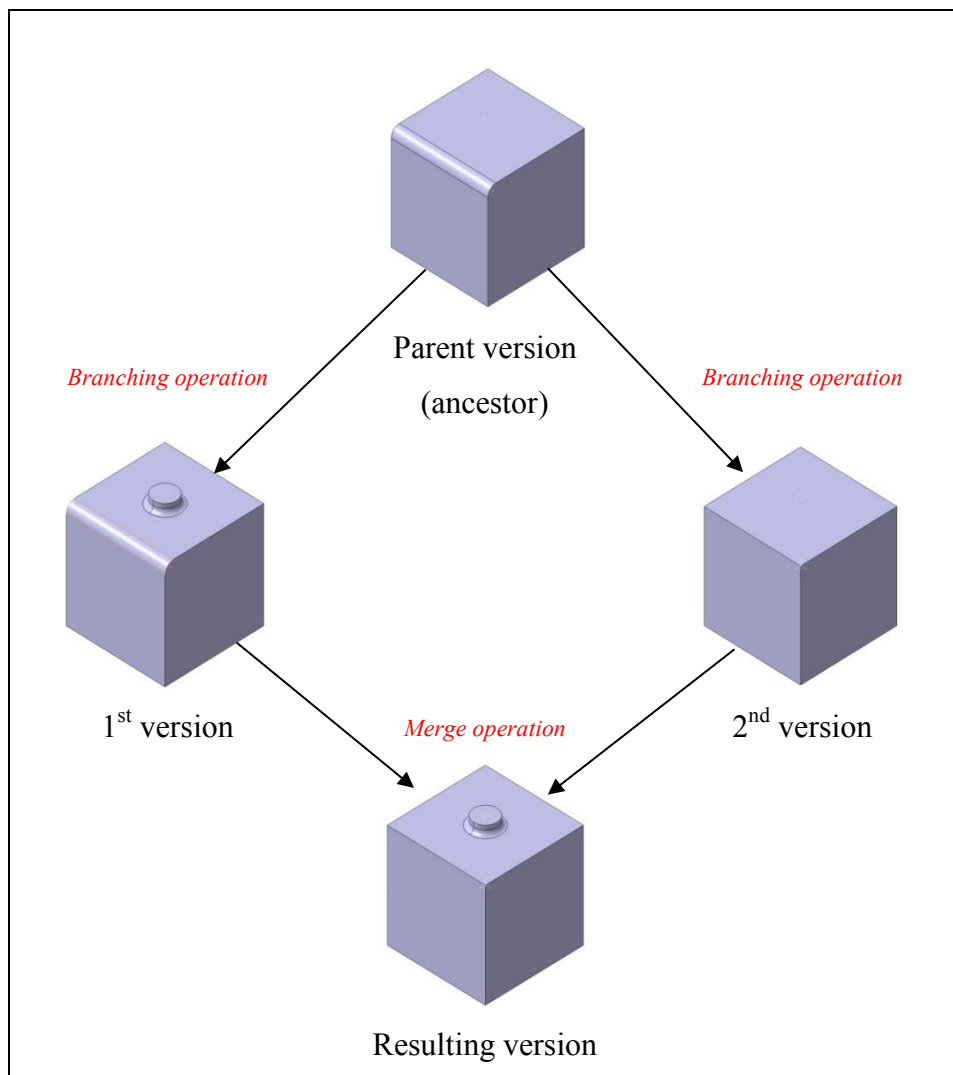 Parent version
(ancestor)
Branching operation
Branching operation
1st version
2nd version
Merge operation
Resulting version